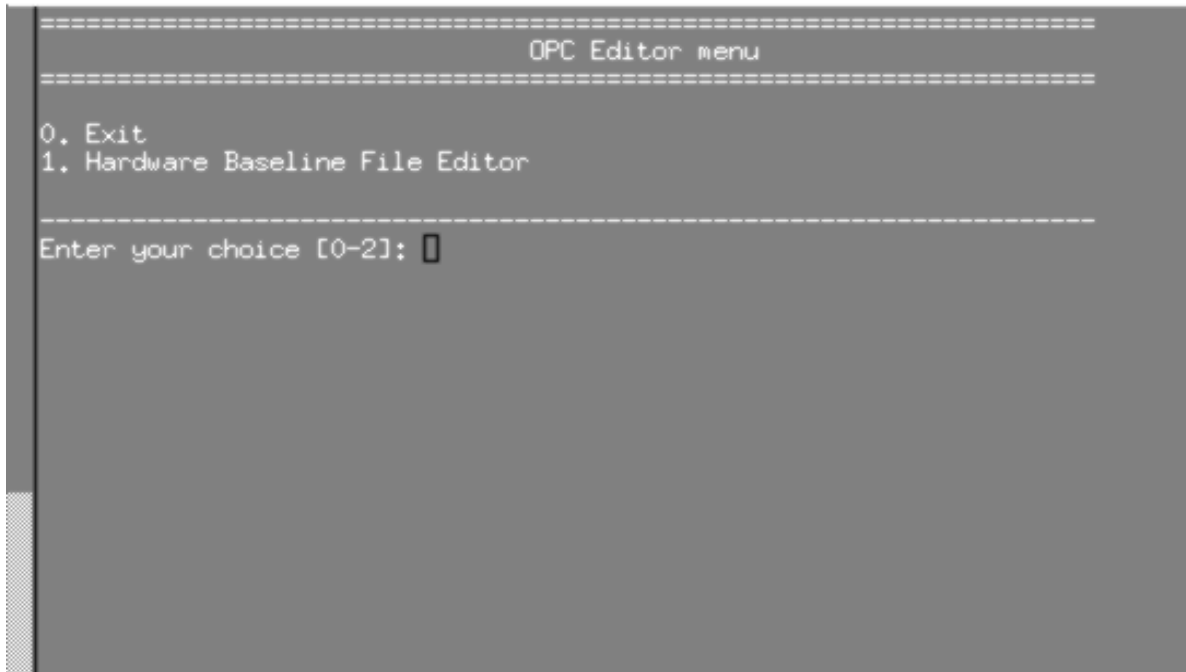 =====================================================================
OPC Editor menu
=====================================================================
0. Exit
1. Hardware Baseline File Editor
---------------------------------------------------------------------
Enter your choice [0-2]: